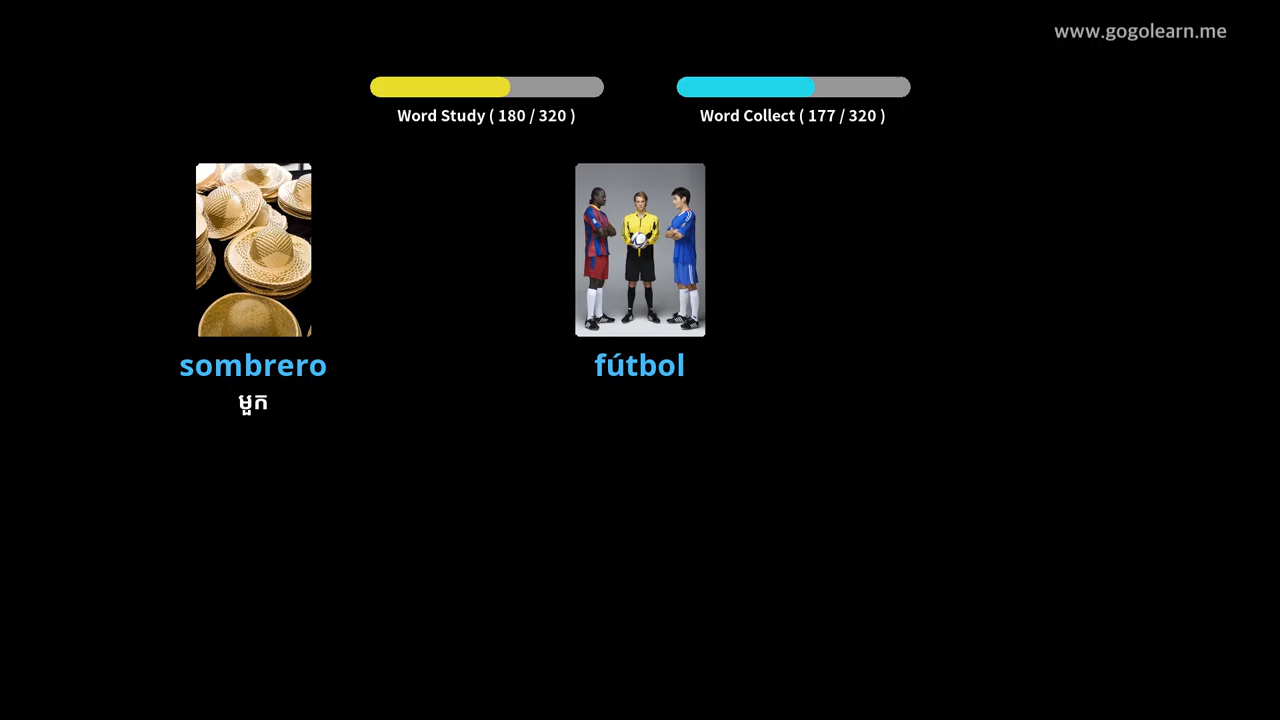 www.gogolearn.me
Word Study ( 180 / 320 )
Word Collect ( 177 / 320 )
sombrero
fútbol
មួក